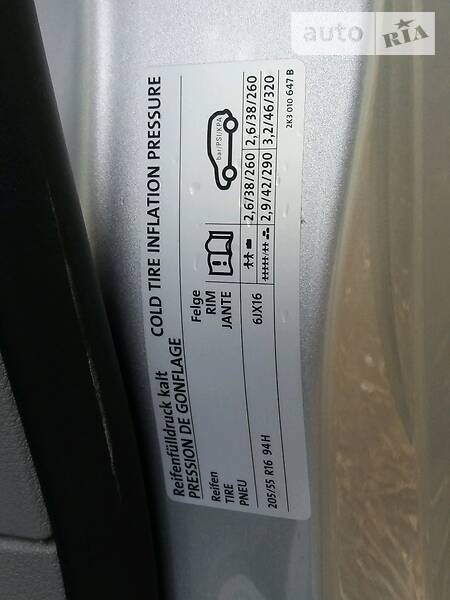 auto RIA
Reifenfülldruck kalt COLD TIRE INFLATION PRESSURE
PRESSION DE GONFLAGE
Reifen Felge
TIRE RIM
PNEU JANTE
bar/PSI/KPA
2,6/38/260 2,6/38/260
205/55 R16 94H 6JX16 2,9/42/290 3,2/46/320
2K3 010 647 B